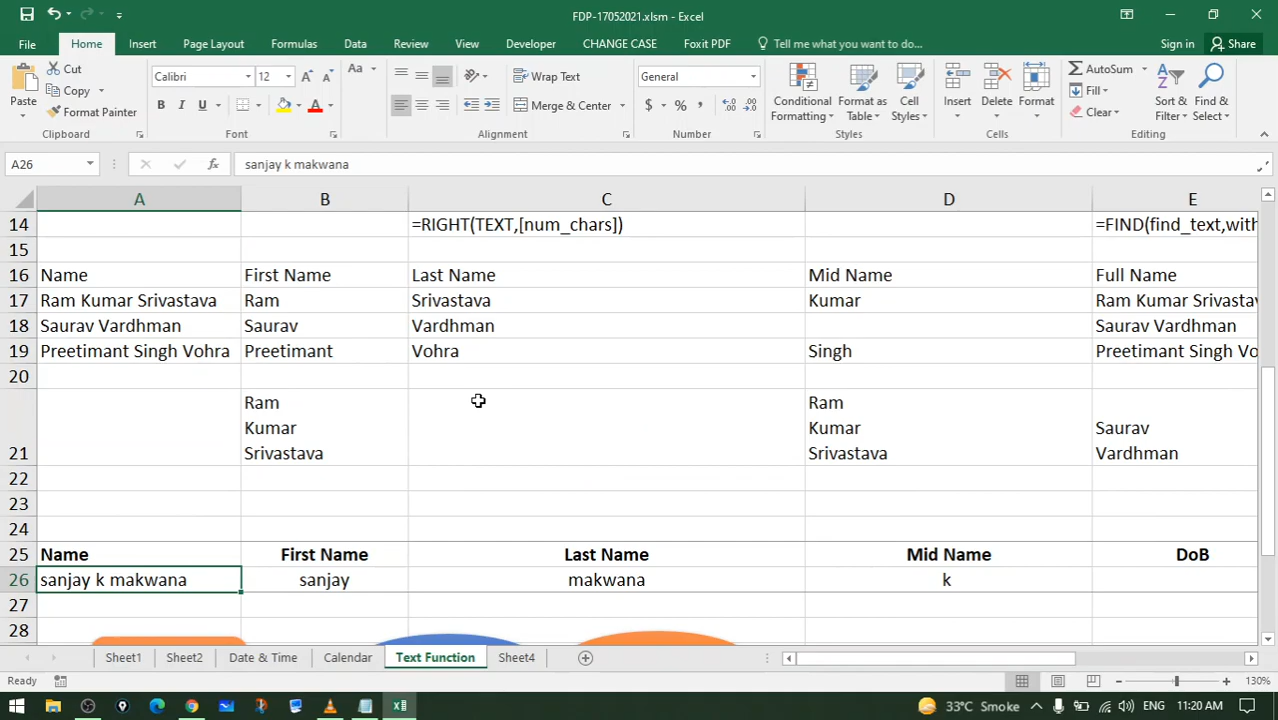 FDP-17052021.xlsm - Excel
File Home Insert Page Layout Formulas Data Review View Developer CHANGE CASE Foxit PDF Tell me what you want to do... Sign in Share
Paste
Cut
Copy
Format Painter
Clipboard
Calibri 12
B I U
Font
Aa
Wrap Text
Merge & Center
Alignment
General
$ % ,
Number
Conditional Formatting
Format as Table
Cell Styles
Styles
Insert
Delete
Format
Cells
AutoSum
Fill
Clear
Sort & Filter
Find & Select
Editing
A26 fx sanjay k makwana
A B C D E
14 =RIGHT(TEXT,[num_chars]) =FIND(find_text,with
15
16 Name First Name Last Name Mid Name Full Name
17 Ram Kumar Srivastava Ram Srivastava Kumar Ram Kumar Srivasta
18 Saurav Vardhman Saurav Vardhman Saurav Vardhman
19 Preetimant Singh Vohra Preetimant Vohra Singh Preetimant Singh Vo
20
Ram Ram
Kumar Kumar Saurav
21 Srivastava Srivastava Vardhman
22
23
24
25 Name First Name Last Name Mid Name DoB
26 sanjay k makwana sanjay makwana k
27
28
Sheet1 Sheet2 Date & Time Calendar Text Function Sheet4
Ready 130%
33°C Smoke ENG 11:20 AM